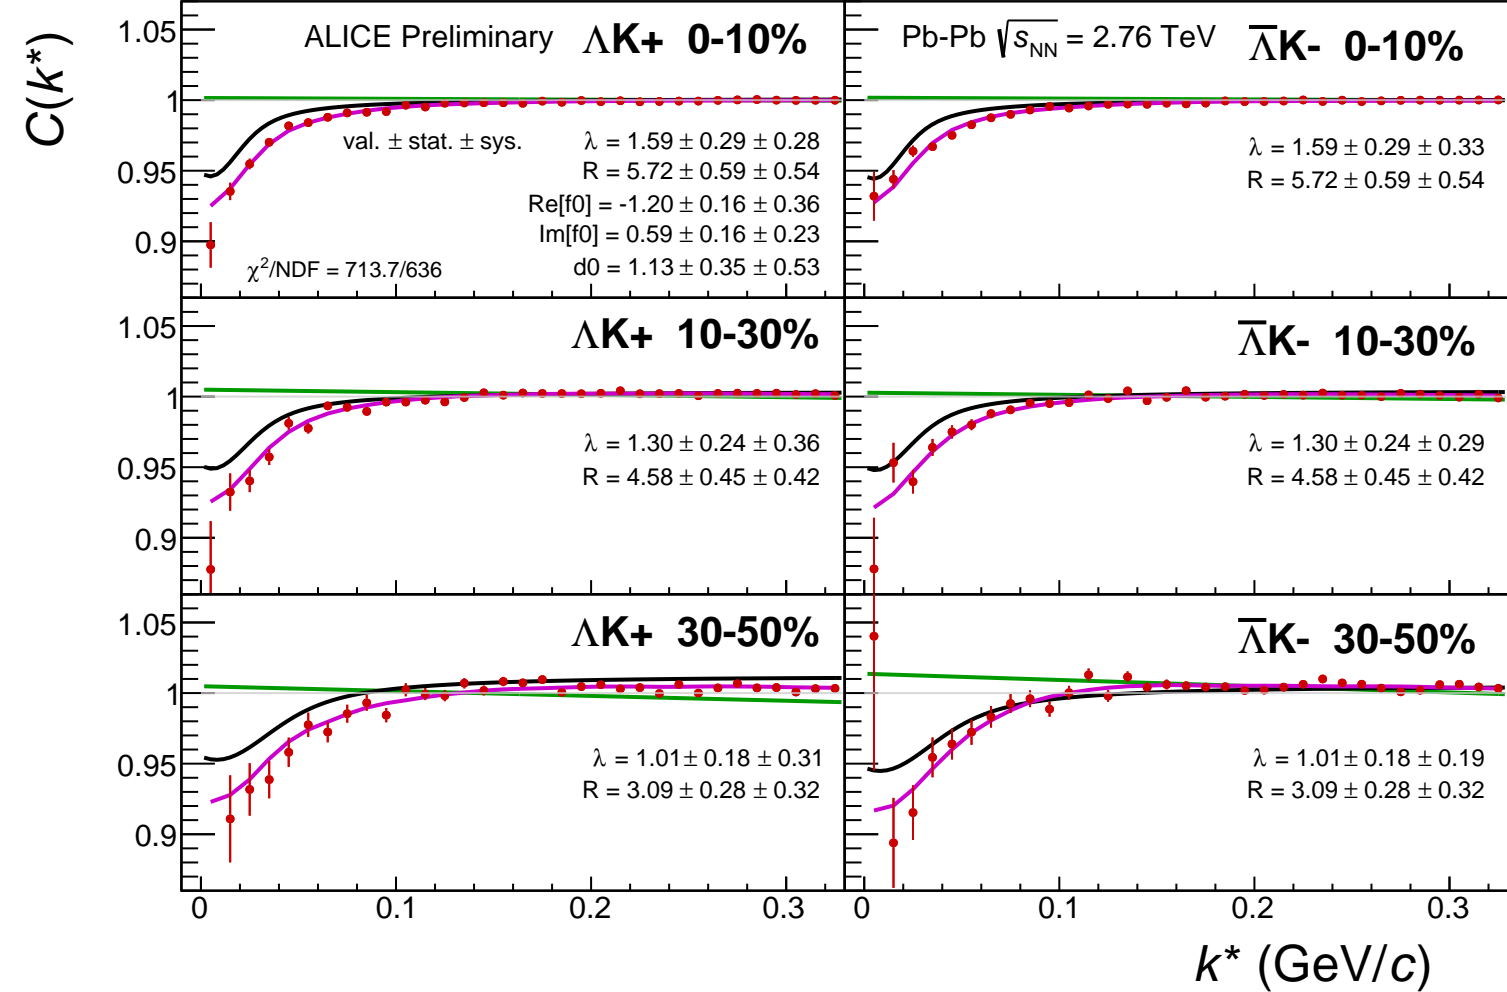 C(k*)
1.05
1
0.95
0.9
ALICE Preliminary ΛK+ 0-10%
val. ± stat. ± sys.
λ = 1.59 ± 0.29 ± 0.28
R = 5.72 ± 0.59 ± 0.54
Re[f0] = -1.20 ± 0.16 ± 0.36
Im[f0] = 0.59 ± 0.16 ± 0.23
d0 = 1.13 ± 0.35 ± 0.53
χ²/NDF = 713.7/636
Pb-Pb √s_NN = 2.76 TeV Λ̅K- 0-10%
λ = 1.59 ± 0.29 ± 0.33
R = 5.72 ± 0.59 ± 0.54
1.05
1
0.95
0.9
ΛK+ 10-30%
λ = 1.30 ± 0.24 ± 0.36
R = 4.58 ± 0.45 ± 0.42
Λ̅K- 10-30%
λ = 1.30 ± 0.24 ± 0.29
R = 4.58 ± 0.45 ± 0.42
1.05
1
0.95
0.9
ΛK+ 30-50%
λ = 1.01± 0.18 ± 0.31
R = 3.09 ± 0.28 ± 0.32
Λ̅K- 30-50%
λ = 1.01± 0.18 ± 0.19
R = 3.09 ± 0.28 ± 0.32
0 0.1 0.2 0.3 0 0.1 0.2 0.3
k* (GeV/c)